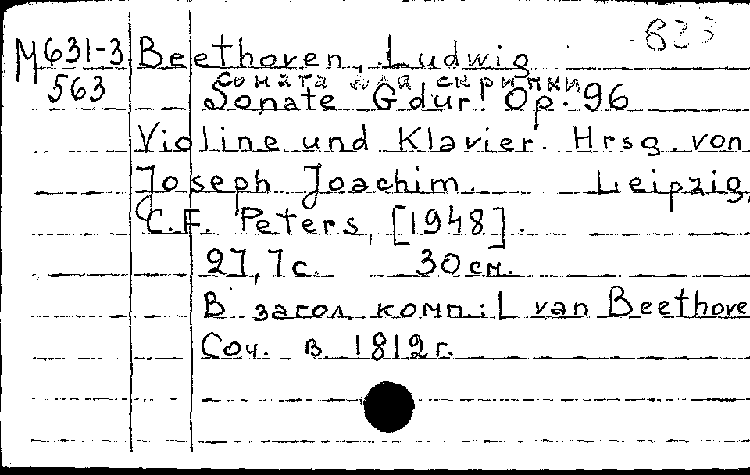 833
М631-3 Beethoven, Ludwig
соната для скрипки
563 Sonate G dur. Op. 96
Violine und Klavier. Hrsg. von
Joseph Joachim. Leipzig,
C.F. Peters, [1948].
27,7 с. 30 см.
В загол. комп.: L van Beethove
Соч. в 1812 г.